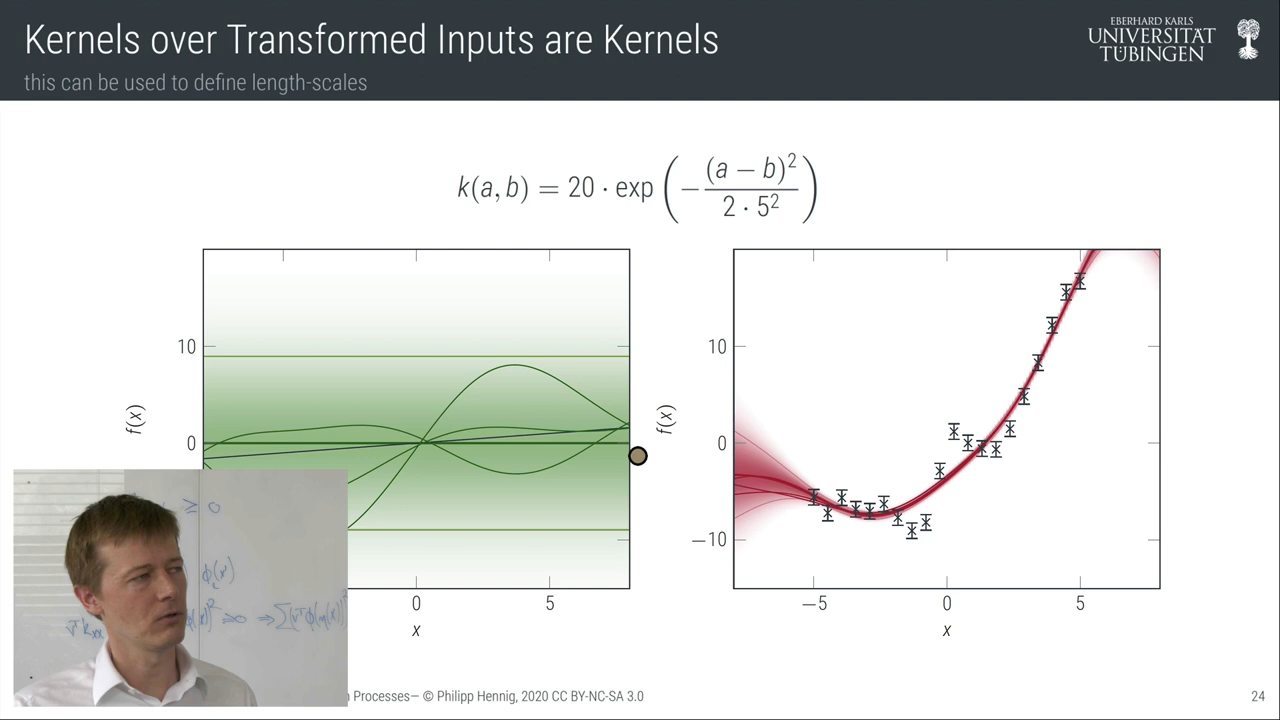 Kernels over Transformed Inputs are Kernels
this can be used to define length-scales
EBERHARD KARLS
UNIVERSITÄT
TÜBINGEN
k(a, b) = 20 · exp ( − (a − b)² / 2 · 5² )
10
0
f(x)
0
5
x
10
0
−10
f(x)
−5
0
5
x
≥ 0
Processes— © Philipp Hennig, 2020 CC BY-NC-SA 3.0
24